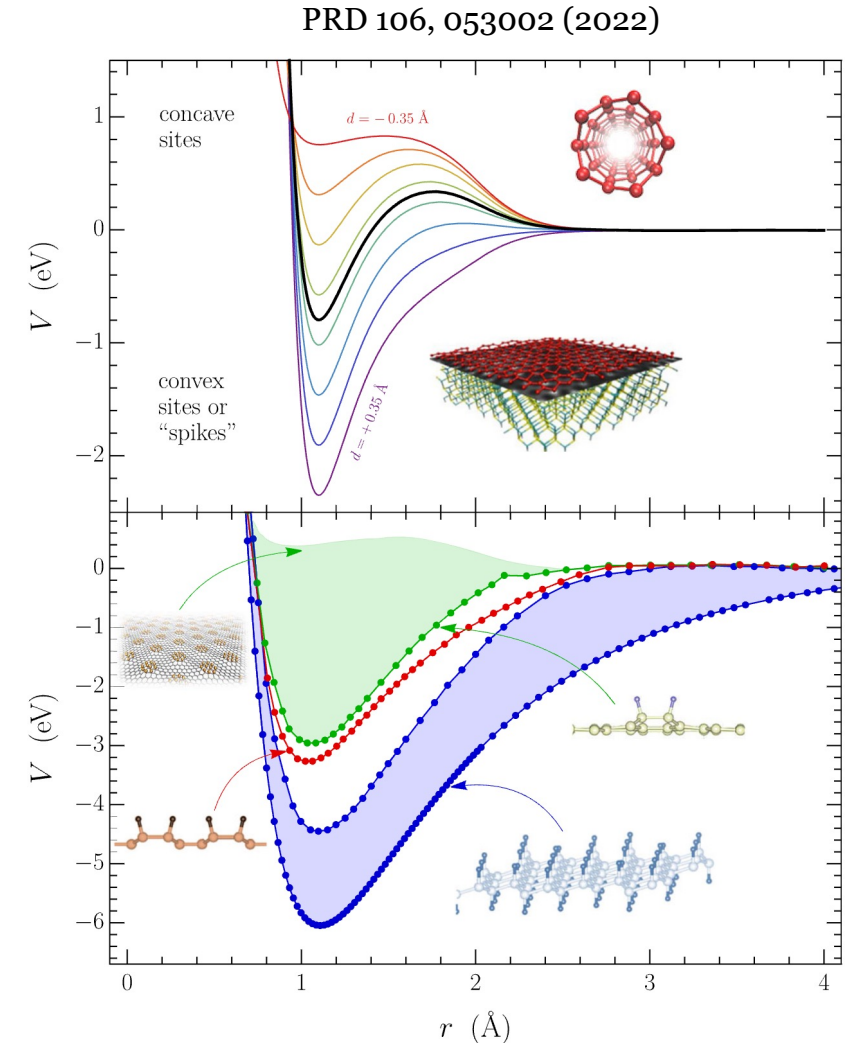 PRD 106, 053002 (2022)
concave
sites
d = − 0.35 Å
convex
sites or
“spikes”
d = + 0.35 Å
V (eV)
1
0
−1
−2
V (eV)
0
−1
−2
−3
−4
−5
−6
0 1 2 3 4
r (Å)